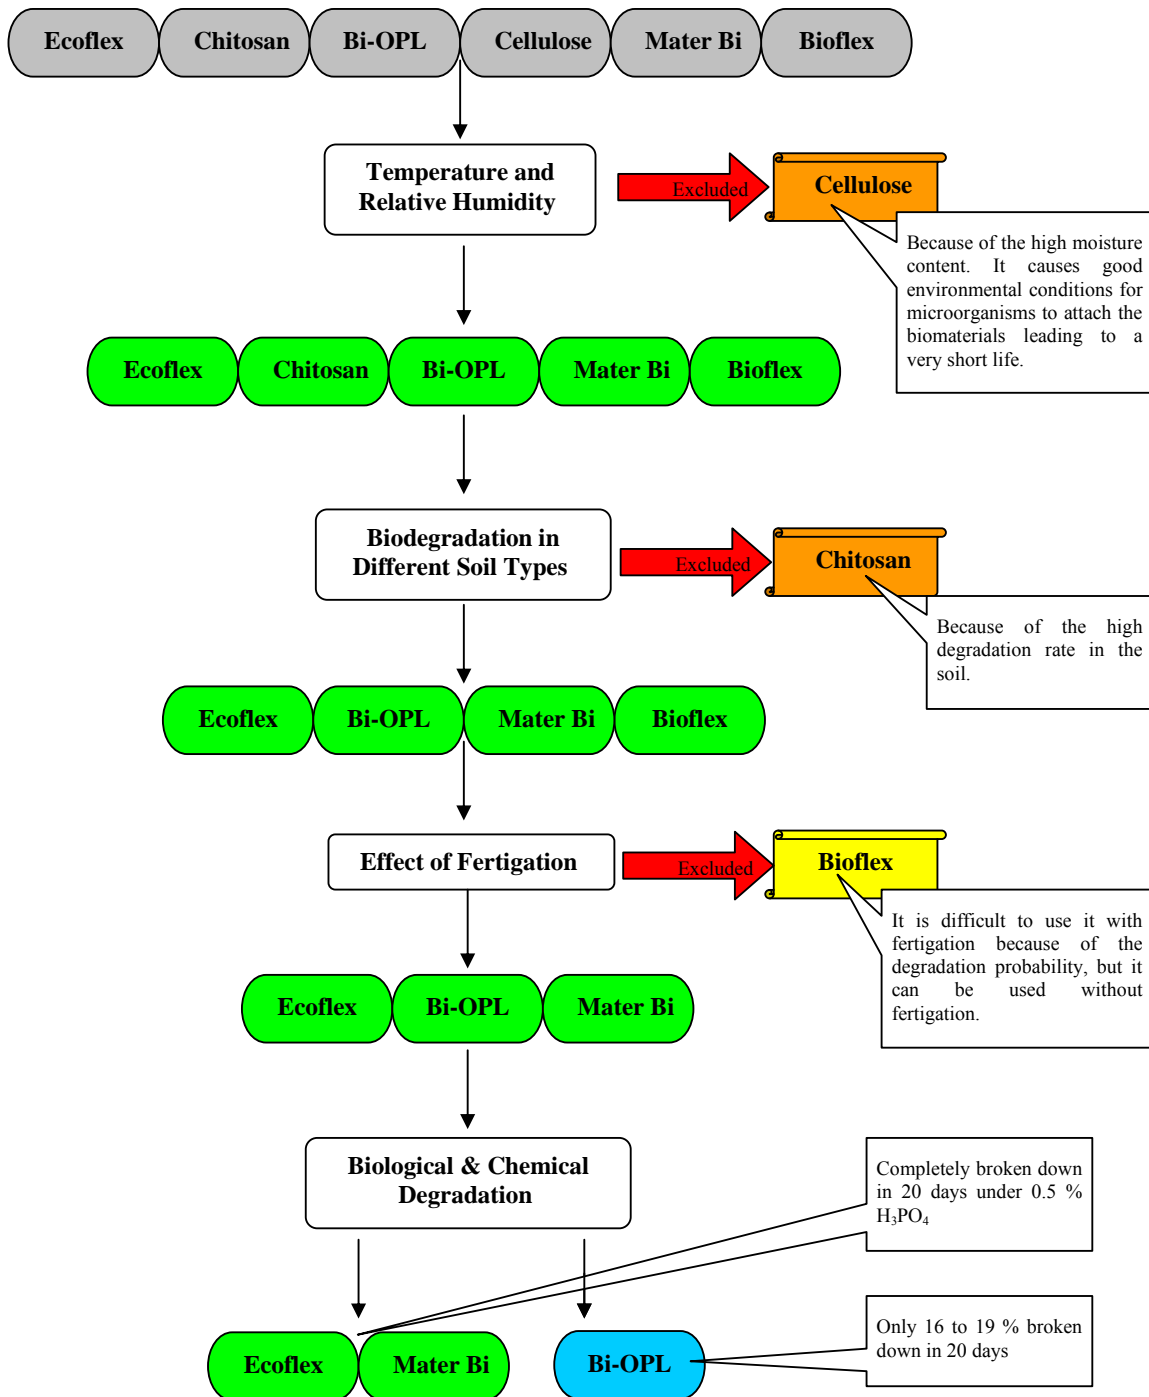 Ecoflex Chitosan Bi-OPL Cellulose Mater Bi Bioflex
Temperature and
Relative Humidity
Excluded
Cellulose
Because of the high moisture
content. It causes good
environmental conditions for
microorganisms to attach the
biomaterials leading to a
very short life.
Ecoflex Chitosan Bi-OPL Mater Bi Bioflex
Biodegradation in
Different Soil Types
Excluded
Chitosan
Because of the high
degradation rate in the
soil.
Ecoflex Bi-OPL Mater Bi Bioflex
Effect of Fertigation
Excluded
Bioflex
It is difficult to use it with
fertigation because of the
degradation probability, but it
can be used without
fertigation.
Ecoflex Bi-OPL Mater Bi
Biological & Chemical
Degradation
Completely broken down
in 20 days under 0.5 %
H₃PO₄
Only 16 to 19 % broken
down in 20 days
Ecoflex Mater Bi Bi-OPL